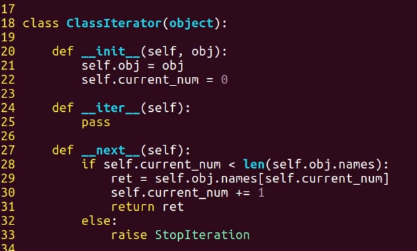 17
18 class ClassIterator(object):
19
20     def __init__(self, obj):
21         self.obj = obj
22         self.current_num = 0
23
24     def __iter__(self):
25         pass
26
27     def __next__(self):
28         if self.current_num < len(self.obj.names):
29             ret = self.obj.names[self.current_num]
30             self.current_num += 1
31             return ret
32         else:
33             raise StopIteration
34